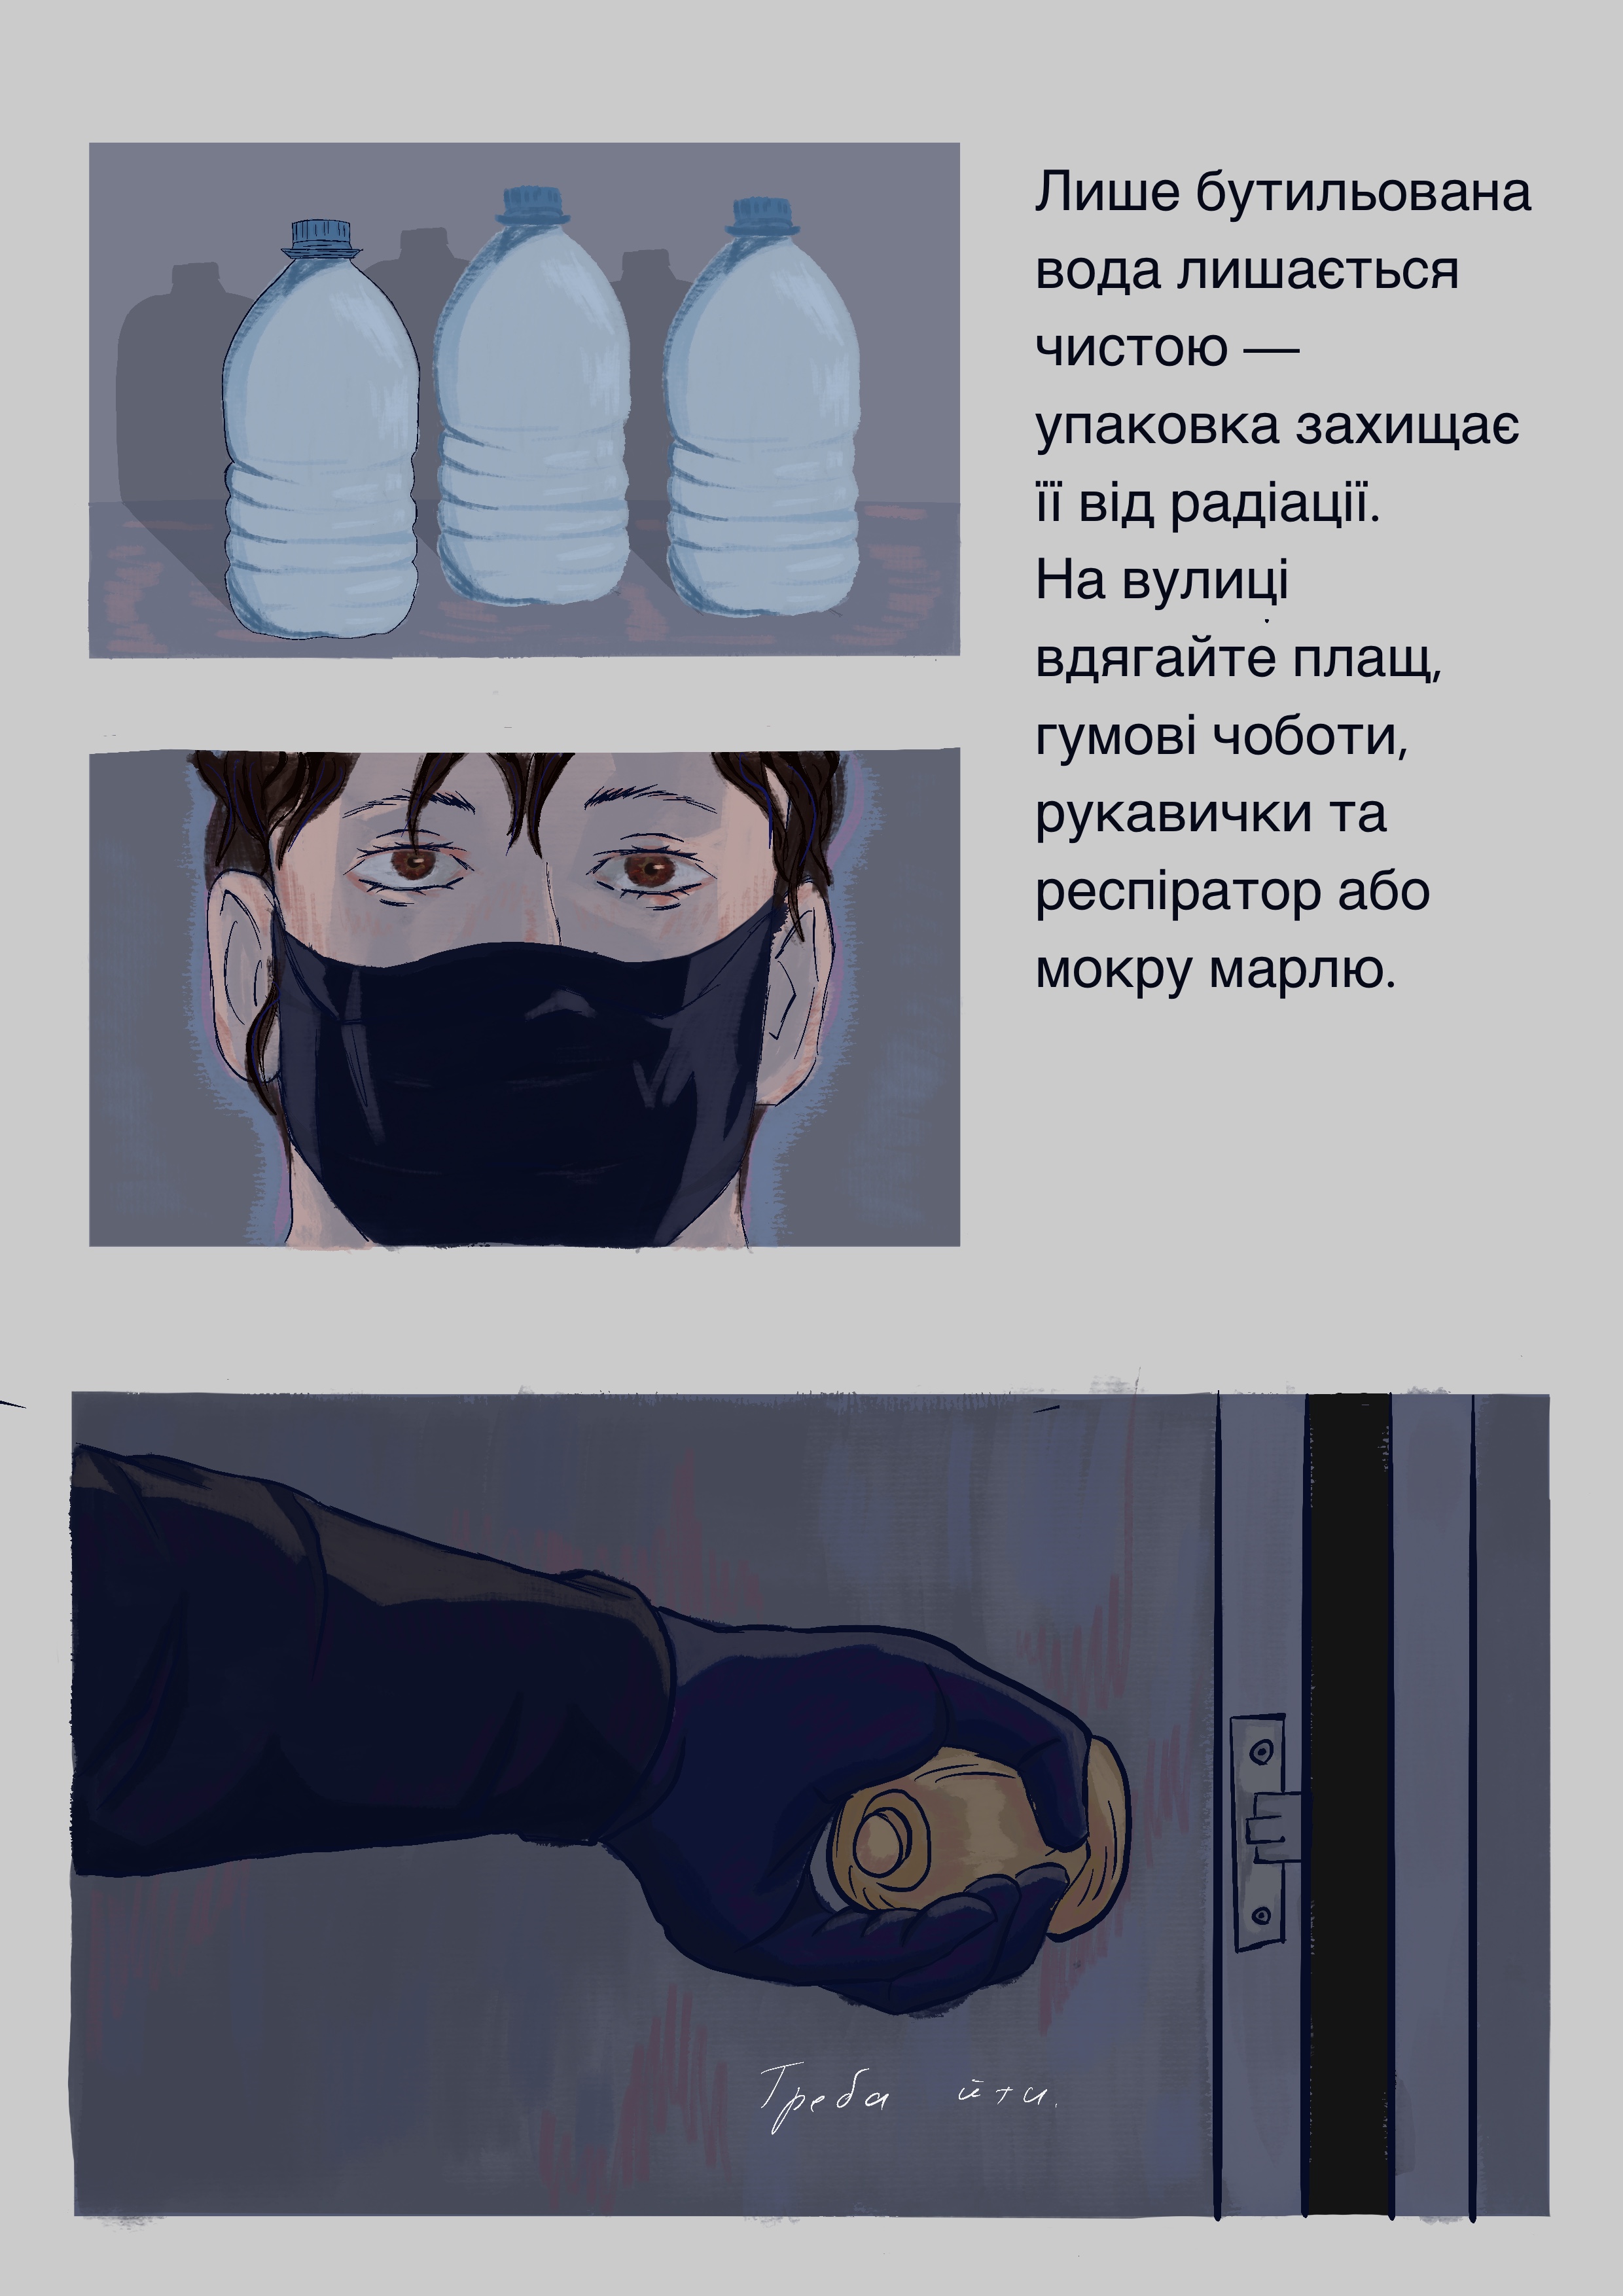 Лише бутильована
вода лишається
чистою —
упаковка захищає
її від радіації.
На вулиці
вдягайте плащ,
гумові чоботи,
рукавички та
респіратор або
мокру марлю.
Треба йти.